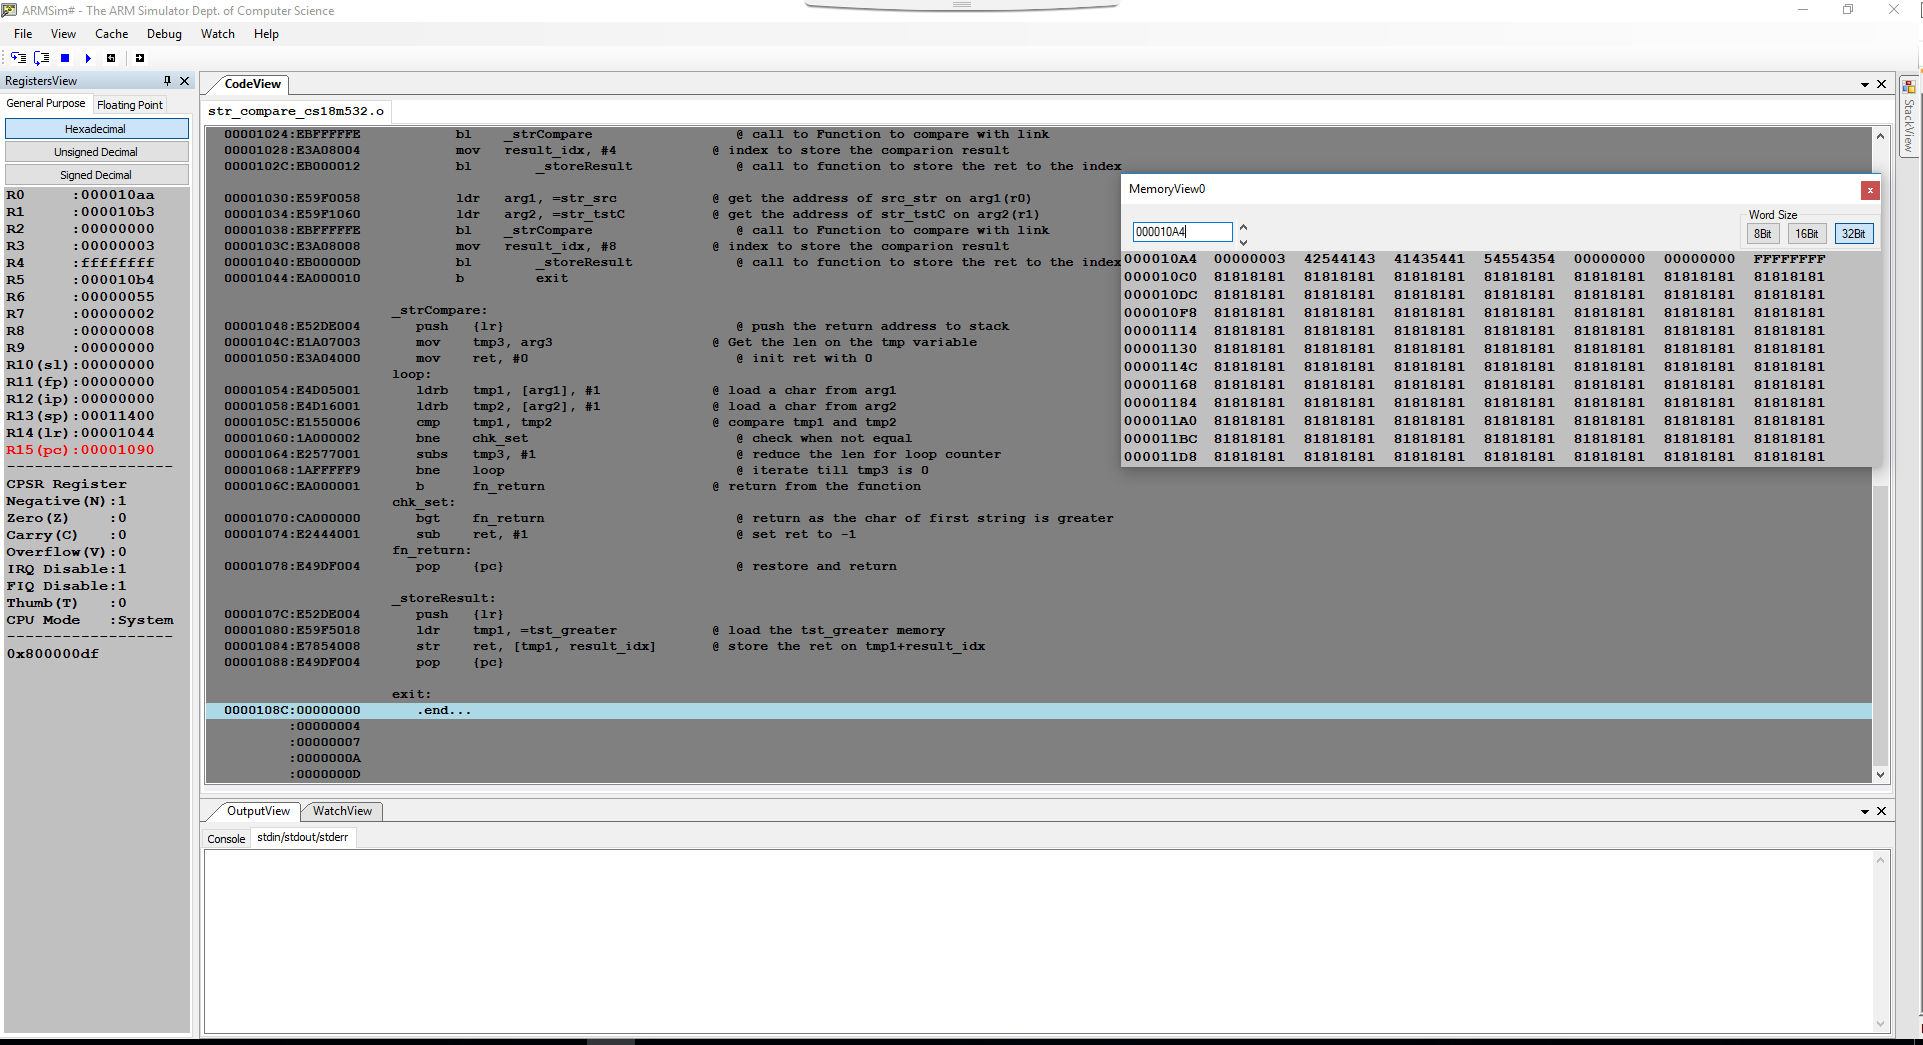 ARMSim# - The ARM Simulator Dept. of Computer Science
File View Cache Debug Watch Help
RegistersView
General Purpose Floating Point
Hexadecimal
Unsigned Decimal
Signed Decimal
R0 :000010aa
R1 :000010b3
R2 :00000000
R3 :00000003
R4 :ffffffff
R5 :000010b4
R6 :00000055
R7 :00000002
R8 :00000008
R9 :00000000
R10(sl):00000000
R11(fp):00000000
R12(ip):00000000
R13(sp):00011400
R14(lr):00001044
R15(pc):00001090
------------------
CPSR Register
Negative(N):1
Zero(Z) :0
Carry(C) :0
Overflow(V):0
IRQ Disable:1
FIQ Disable:1
Thumb(T) :0
CPU Mode :System
------------------
0x800000df
CodeView
str_compare_cs18m532.o
00001024:EBFFFFFE bl _strCompare @ call to Function to compare with link
00001028:E3A08004 mov result_idx, #4 @ index to store the comparion result
0000102C:EB000012 bl _storeResult @ call to function to store the ret to the index
00001030:E59F0058 ldr arg1, =str_src @ get the address of src_str on arg1(r0)
00001034:E59F1060 ldr arg2, =str_tstC @ get the address of str_tstC on arg2(r1)
00001038:EBFFFFFE bl _strCompare @ call to Function to compare with link
0000103C:E3A08008 mov result_idx, #8 @ index to store the comparion result
00001040:EB00000D bl _storeResult @ call to function to store the ret to the index
00001044:EA000010 b exit
_strCompare:
00001048:E52DE004 push {lr} @ push the return address to stack
0000104C:E1A07003 mov tmp3, arg3 @ Get the len on the tmp variable
00001050:E3A04000 mov ret, #0 @ init ret with 0
loop:
00001054:E4D05001 ldrb tmp1, [arg1], #1 @ load a char from arg1
00001058:E4D16001 ldrb tmp2, [arg2], #1 @ load a char from arg2
0000105C:E1550006 cmp tmp1, tmp2 @ compare tmp1 and tmp2
00001060:1A000002 bne chk_set @ check when not equal
00001064:E2577001 subs tmp3, #1 @ reduce the len for loop counter
00001068:1AFFFFF9 bne loop @ iterate till tmp3 is 0
0000106C:EA000001 b fn_return @ return from the function
chk_set:
00001070:CA000000 bgt fn_return @ return as the char of first string is greater
00001074:E2444001 sub ret, #1 @ set ret to -1
fn_return:
00001078:E49DF004 pop {pc} @ restore and return
_storeResult:
0000107C:E52DE004 push {lr}
00001080:E59F5018 ldr tmp1, =tst_greater @ load the tst_greater memory
00001084:E7854008 str ret, [tmp1, result_idx] @ store the ret on tmp1+result_idx
00001088:E49DF004 pop {pc}
exit:
0000108C:00000000 .end...
:00000004
:00000007
:0000000A
:0000000D
MemoryView0
000010A4
Word Size
8Bit 16Bit 32Bit
000010A4 00000003 42544143 41435441 54554354 00000000 00000000 FFFFFFFF
000010C0 81818181 81818181 81818181 81818181 81818181 81818181 81818181
000010DC 81818181 81818181 81818181 81818181 81818181 81818181 81818181
000010F8 81818181 81818181 81818181 81818181 81818181 81818181 81818181
00001114 81818181 81818181 81818181 81818181 81818181 81818181 81818181
00001130 81818181 81818181 81818181 81818181 81818181 81818181 81818181
0000114C 81818181 81818181 81818181 81818181 81818181 81818181 81818181
00001168 81818181 81818181 81818181 81818181 81818181 81818181 81818181
00001184 81818181 81818181 81818181 81818181 81818181 81818181 81818181
000011A0 81818181 81818181 81818181 81818181 81818181 81818181 81818181
000011BC 81818181 81818181 81818181 81818181 81818181 81818181 81818181
000011D8 81818181 81818181 81818181 81818181 81818181 81818181 81818181
StackView
OutputView WatchView
Console stdin/stdout/stderr